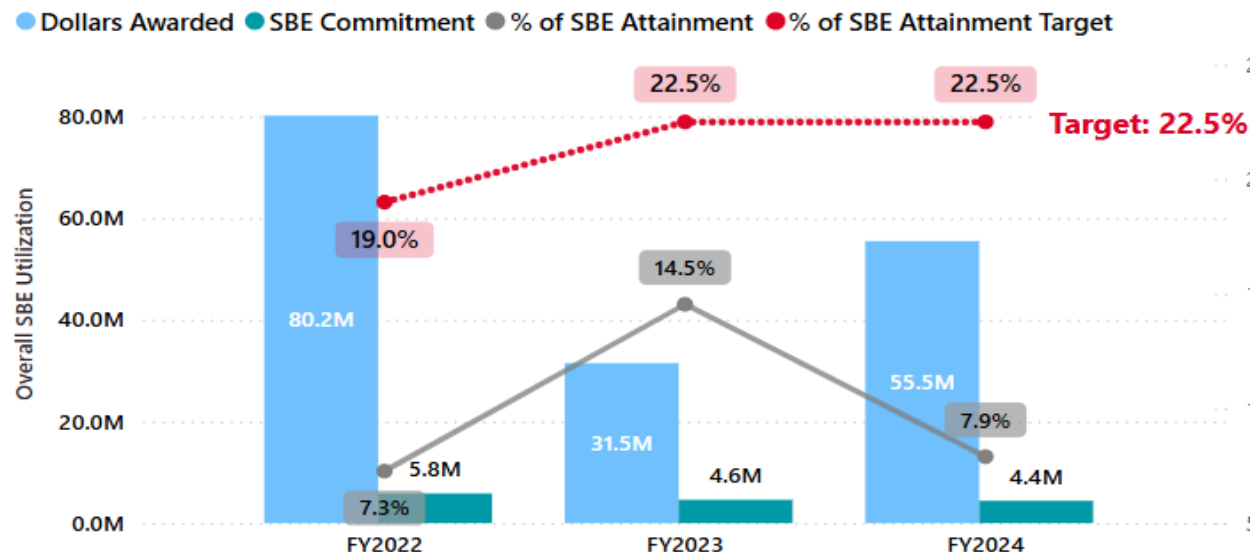 Dollars Awarded SBE Commitment % of SBE Attainment % of SBE Attainment Target
22.5% 22.5%
80.0M
Target: 22.5%
60.0M
19.0%
14.5%
80.2M
40.0M
55.5M
20.0M
31.5M
7.9%
5.8M 4.6M 4.4M
7.3%
0.0M
FY2022 FY2023 FY2024
Overall SBE Utilization